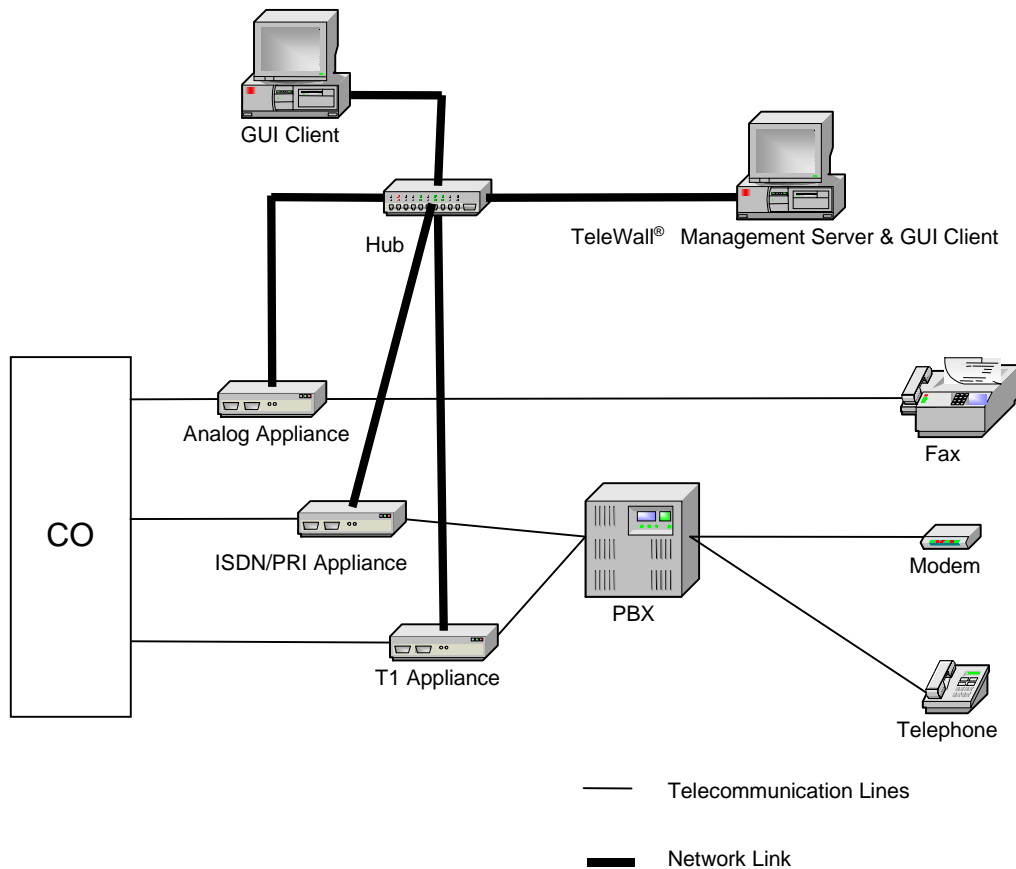 GUI Client
Hub
TeleWall® Management Server & GUI Client
Analog Appliance
Fax
CO
ISDN/PRI Appliance
PBX
Modem
T1 Appliance
Telephone
Telecommunication Lines
Network Link